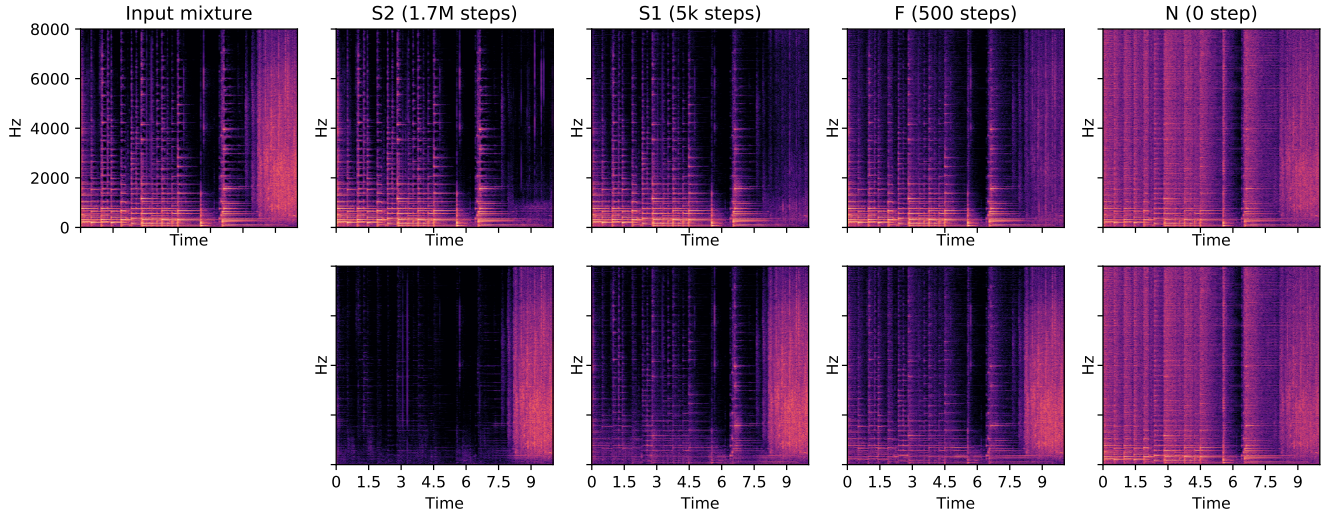 Input mixture
S2 (1.7M steps)
S1 (5k steps)
F (500 steps)
N (0 step)
8000
6000
4000
2000
0
Hz
Hz
Hz
Hz
Hz
Time
Time
Time
Time
Time
Hz
Hz
Hz
Hz
0 1.5 3 4.5 6 7.5 9
0 1.5 3 4.5 6 7.5 9
0 1.5 3 4.5 6 7.5 9
0 1.5 3 4.5 6 7.5 9
Time
Time
Time
Time